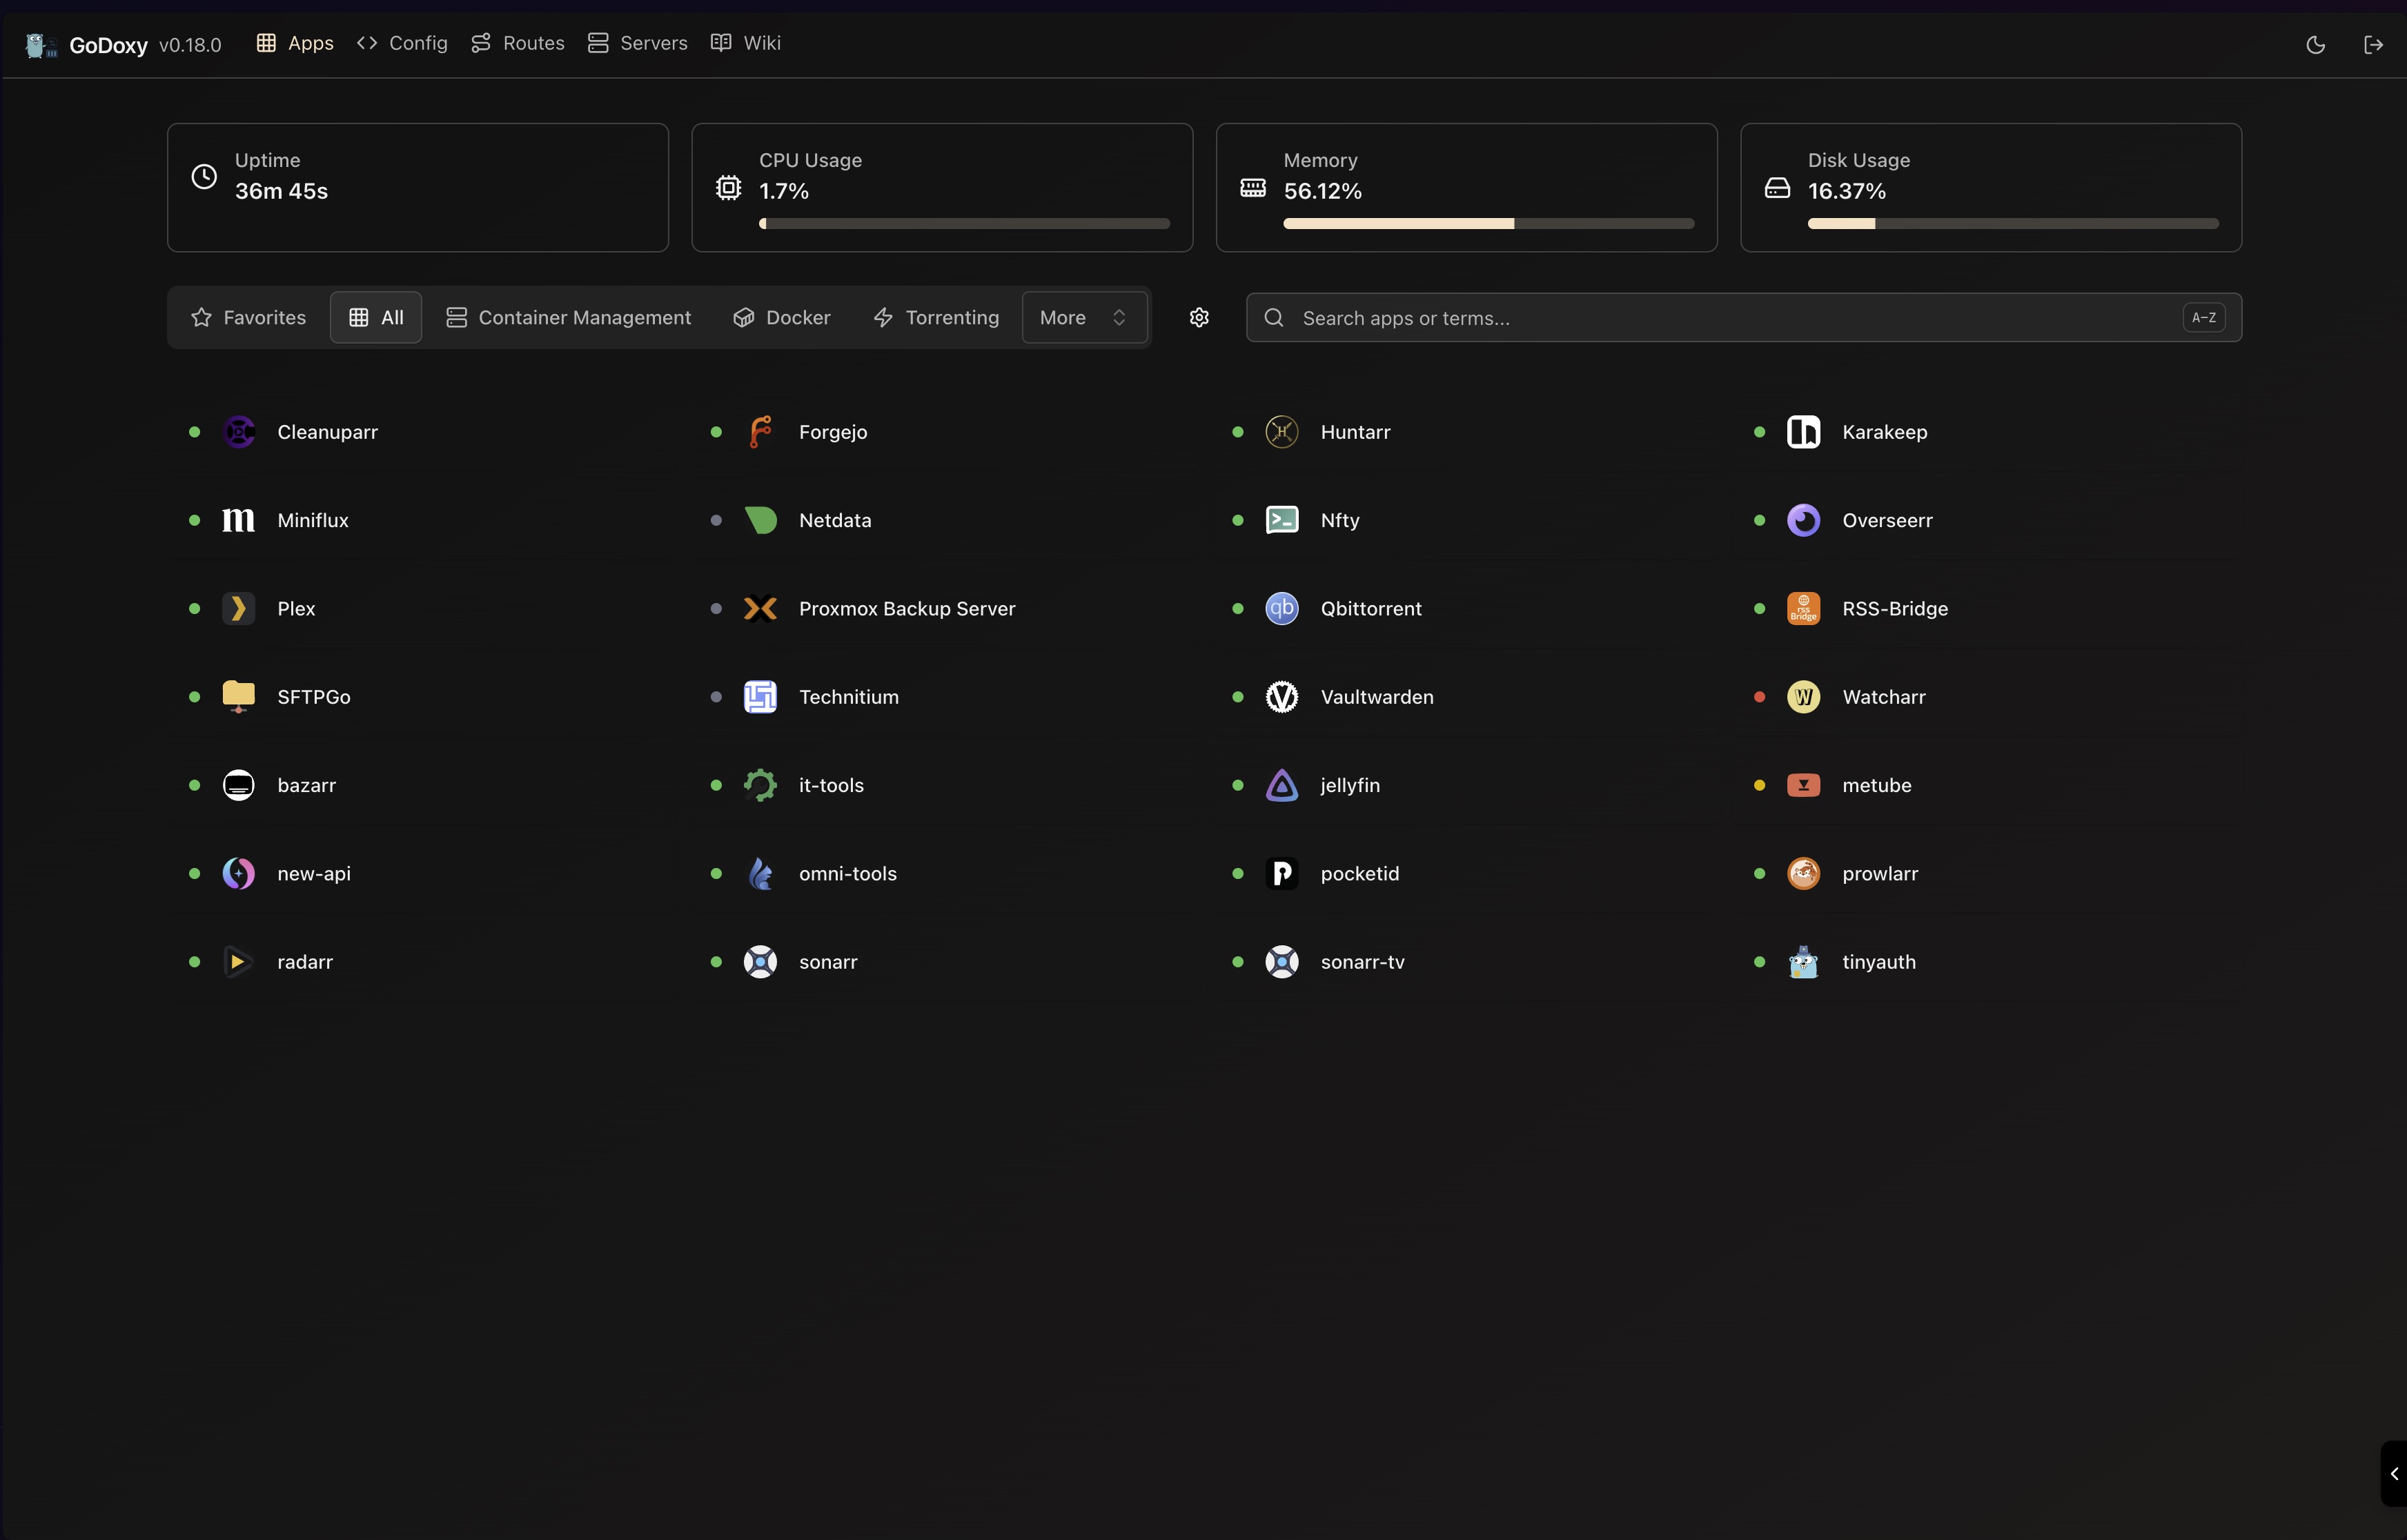 GoDoxy v0.18.0 Apps Config Routes Servers Wiki
Uptime
36m 45s
CPU Usage
1.7%
Memory
56.12%
Disk Usage
16.37%
Favorites All Container Management Docker Torrenting More
Search apps or terms...
A-Z
Cleanuparr
Forgejo
H
Huntarr
Karakeep
m Miniflux
Netdata
Nfty
Overseerr
Plex
Proxmox Backup Server
qb Qbittorrent
rss
Bridge
RSS-Bridge
SFTPGo
Technitium
V Vaultwarden
W Watcharr
bazarr
it-tools
jellyfin
metube
new-api
omni-tools
P pocketid
prowlarr
radarr
sonarr
sonarr-tv
tinyauth